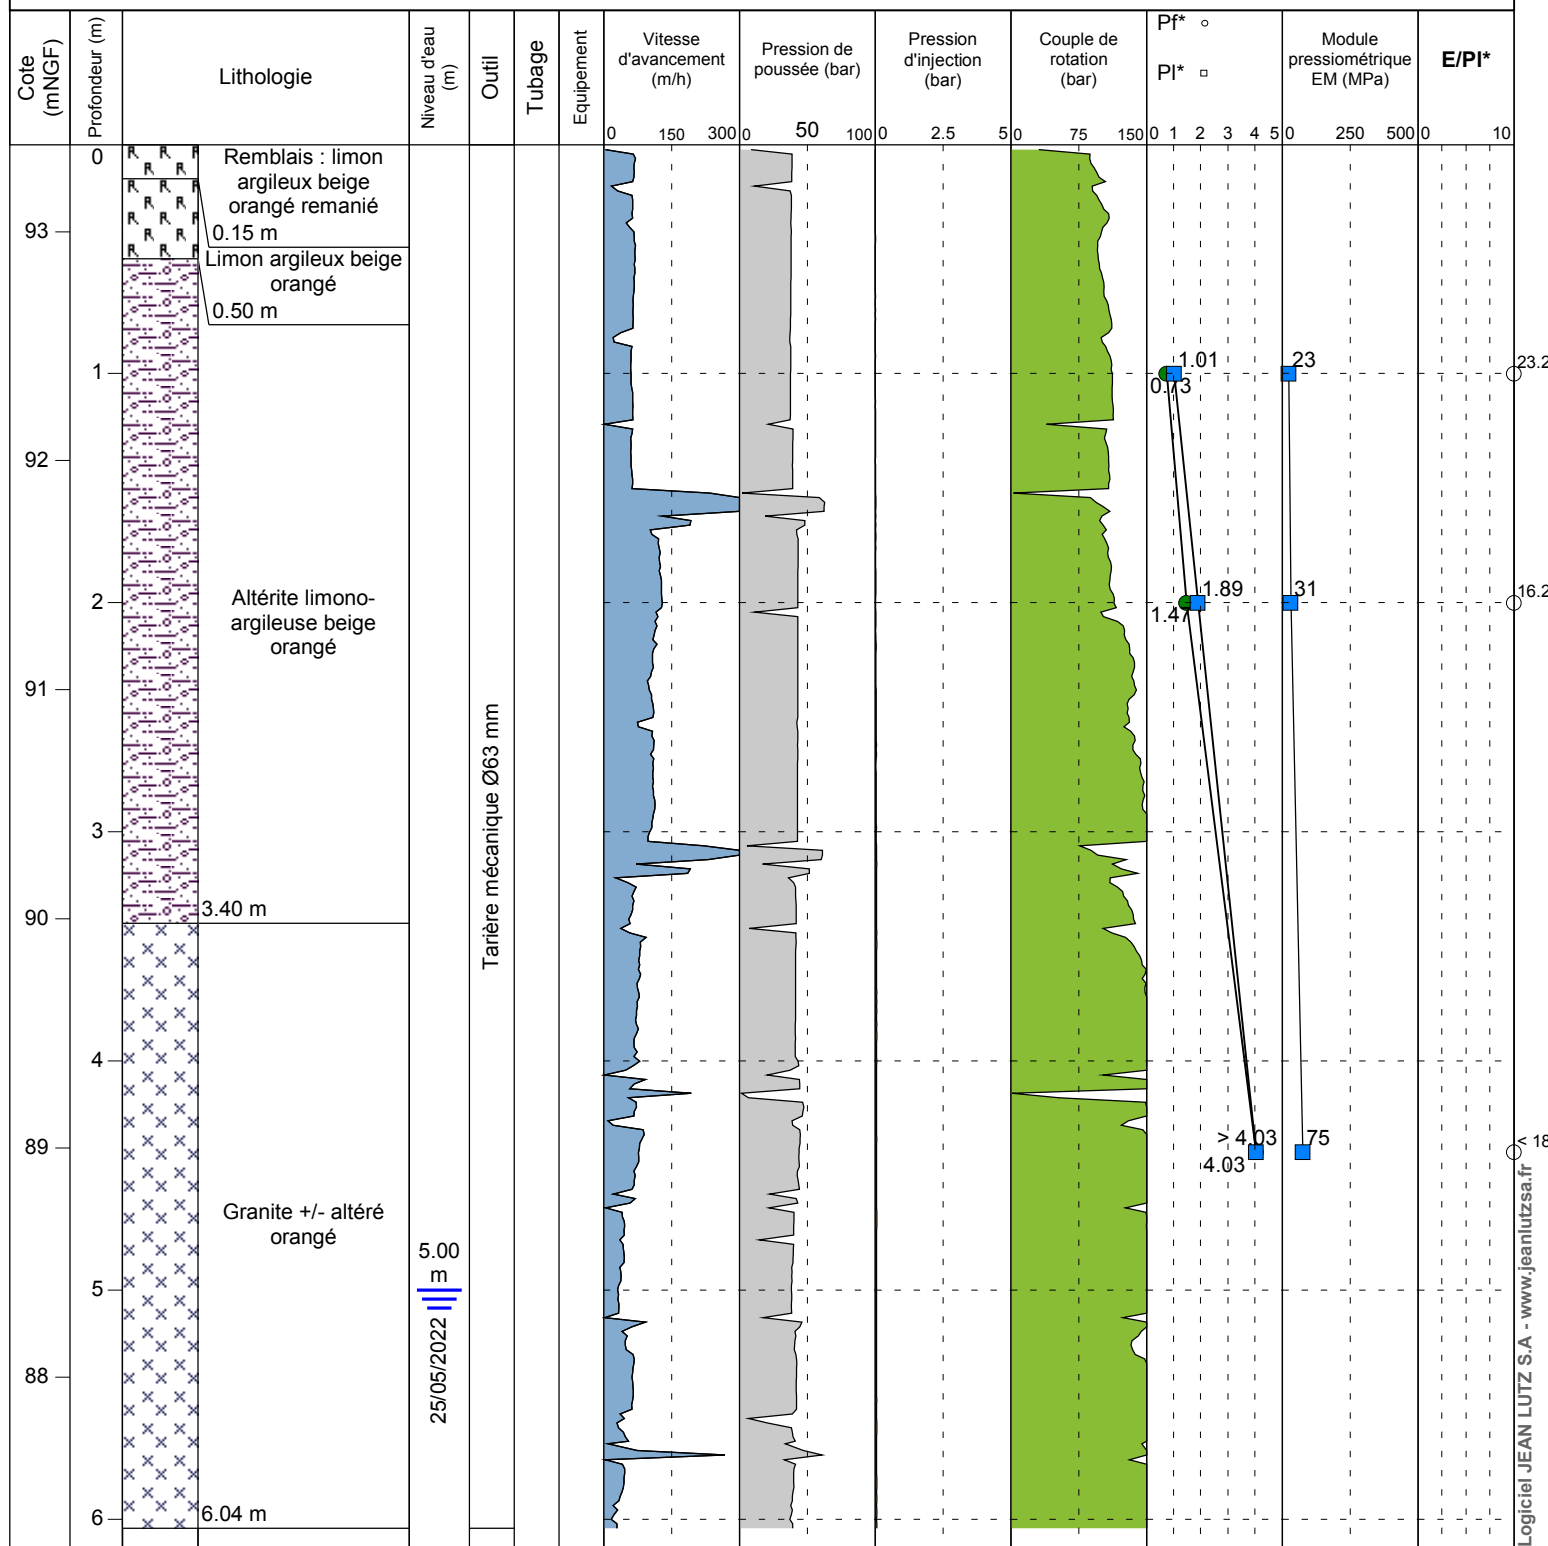 Cote
(mNGF)
Profondeur (m)
Lithologie
Niveau d'eau
(m)
Outil
Tubage
Equipement
Vitesse
d'avancement
(m/h)
0 150 300
Pression de
poussée (bar)
0 50 100
Pression
d'injection
(bar)
0 2.5 5
Couple de
rotation
(bar)
0 75 150
Pf*
Pl*
0 1 2 3 4 5
Module
pressiométrique
EM (MPa)
0 250 500
E/Pl*
0 10
0
Remblais : limon
argileux beige
orangé remanié
0.15 m
93
Limon argileux beige
orangé
0.50 m
1
1.01
0.73
23
23.2
92
2
Altérite limono-
argileuse beige
orangé
1.89
1.47
31
16.2
91
Tarière mécanique Ø63 mm
3
3.40 m
90
4
89
> 4.03
4.03
75
< 18
Granite +/- altéré
orangé
5.00
m
5
25/05/2022
88
6.04 m
6
Logiciel JEAN LUTZ S.A - www.jeanlutzsa.fr